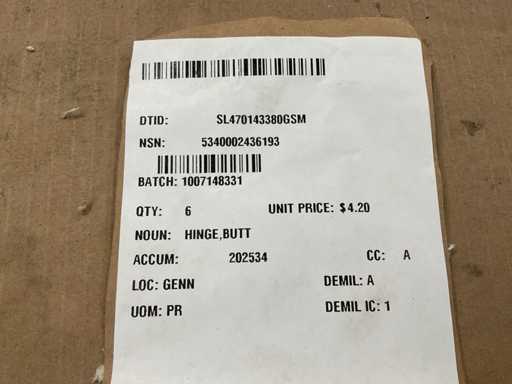 DTID: SL470143380GSM
NSN: 5340002436193
BATCH: 1007148331
QTY: 6 UNIT PRICE: $4.20
NOUN: HINGE,BUTT
ACCUM: 202534 CC: A
LOC: GENN DEMIL: A
UOM: PR DEMIL IC: 1